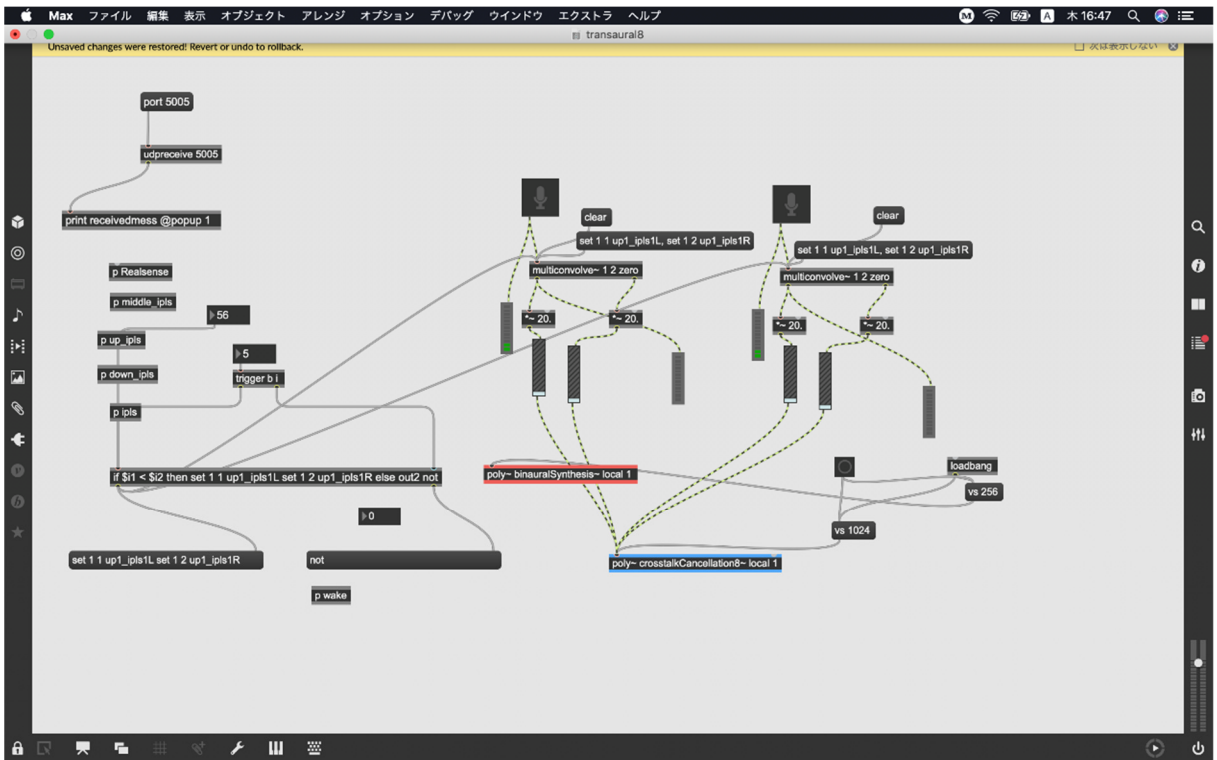 Max ファイル 編集 表示 オブジェクト アレンジ オプション デバッグ ウインドウ エクストラ ヘルプ
M A 木 16:47
transaural8
Unsaved changes were restored! Revert or undo to rollback.
次は表示しない
port 5005
udpreceive 5005
print receivedmess @popup 1
clear
set 1 1 up1_ipls1L, set 1 2 up1_ipls1R
multiconvolve~ 1 2 zero
*~ 20.
*~ 20.
clear
set 1 1 up1_ipls1L, set 1 2 up1_ipls1R
multiconvolve~ 1 2 zero
*~ 20.
*~ 20.
p Realsense
p middle_ipls
56
p up_ipls
5
p down_ipls
trigger b i
p ipls
if $i1 < $i2 then set 1 1 up1_ipls1L set 1 2 up1_ipls1R else out2 not
poly~ binauralSynthesis~ local 1
loadbang
vs 256
0
vs 1024
set 1 1 up1_ipls1L set 1 2 up1_ipls1R
not
poly~ crosstalkCancellation8~ local 1
p wake